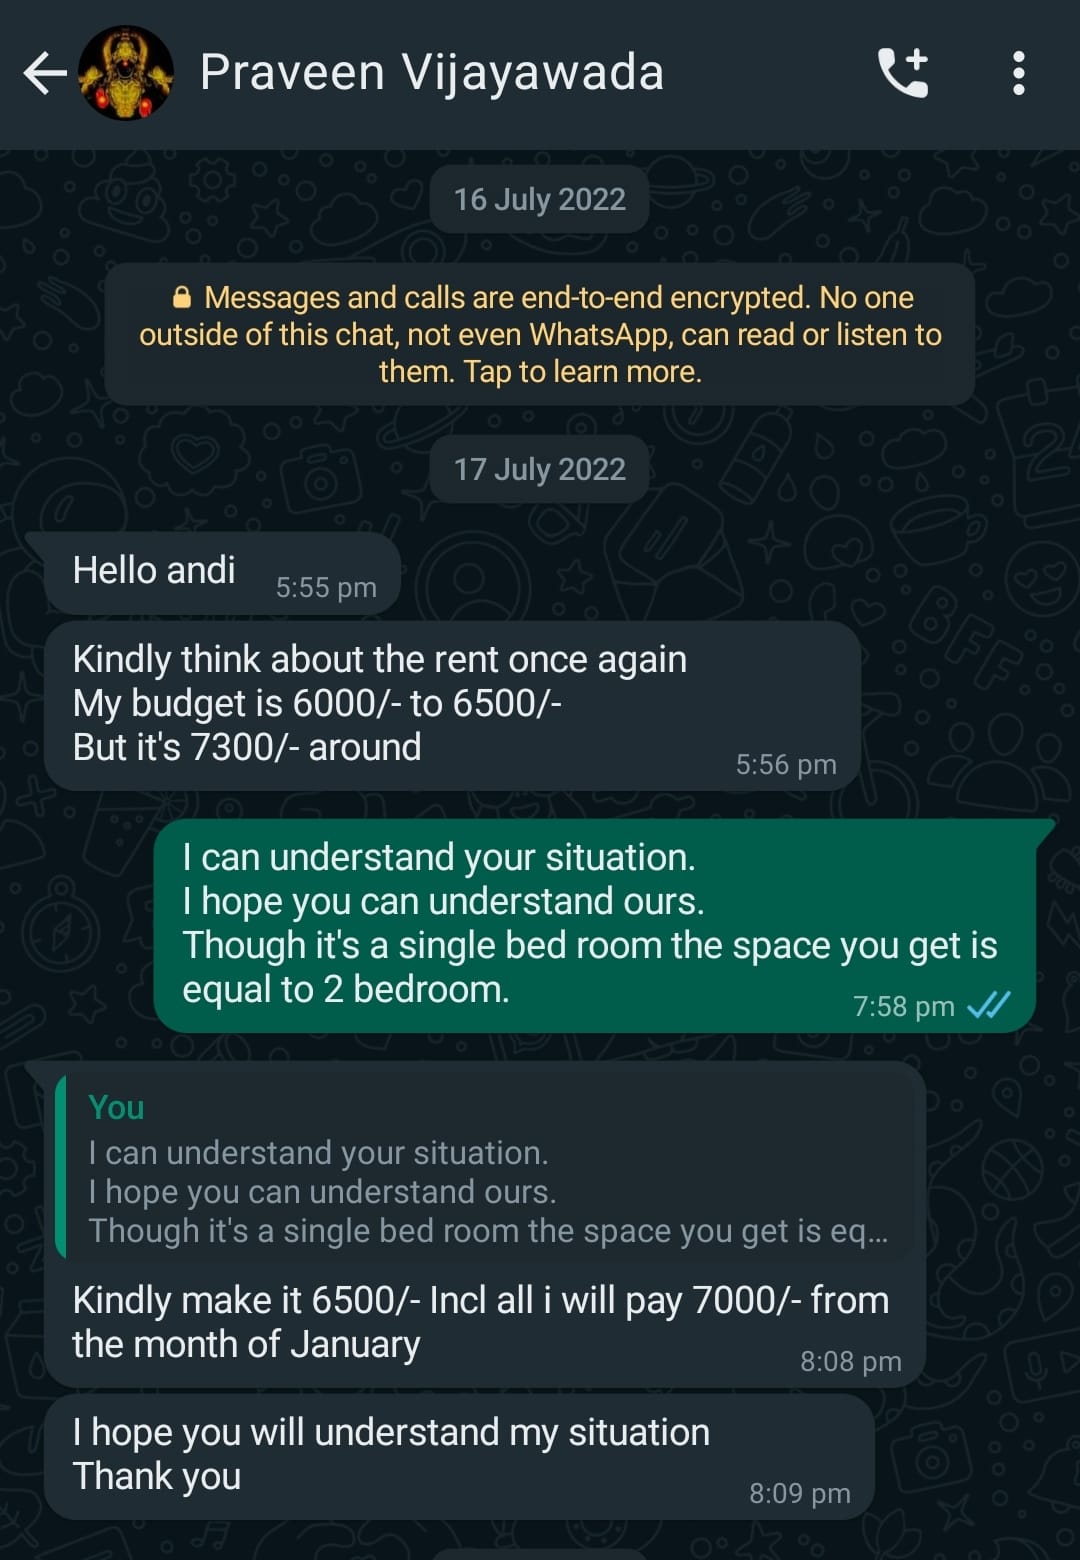 Praveen Vijayawada
16 July 2022
Messages and calls are end-to-end encrypted. No one
outside of this chat, not even WhatsApp, can read or listen to
them. Tap to learn more.
17 July 2022
Hello andi
5:55 pm
Kindly think about the rent once again
My budget is 6000/- to 6500/-
But it's 7300/- around
5:56 pm
I can understand your situation.
I hope you can understand ours.
Though it's a single bed room the space you get is
equal to 2 bedroom.
7:58 pm
You
I can understand your situation.
I hope you can understand ours.
Though it's a single bed room the space you get is eq...
Kindly make it 6500/- Incl all i will pay 7000/- from
the month of January
8:08 pm
I hope you will understand my situation
Thank you
8:09 pm